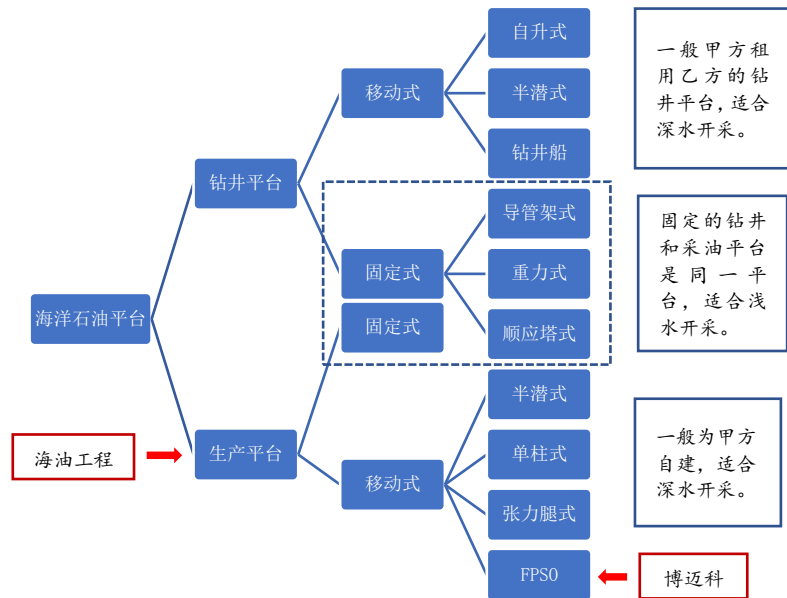 自升式
一般甲方租
用乙方的钻
井平台，适合
深水开采。
移动式
半潜式
钻井船
钻井平台
导管架式
固定的钻井
和采油平台
是同一平
台，适合浅
水开采。
固定式
重力式
海洋石油平台
固定式
顺应塔式
半潜式
海油工程
生产平台
单柱式
一般为甲方
自建，适合
深水开采。
移动式
张力腿式
FPSO
博迈科